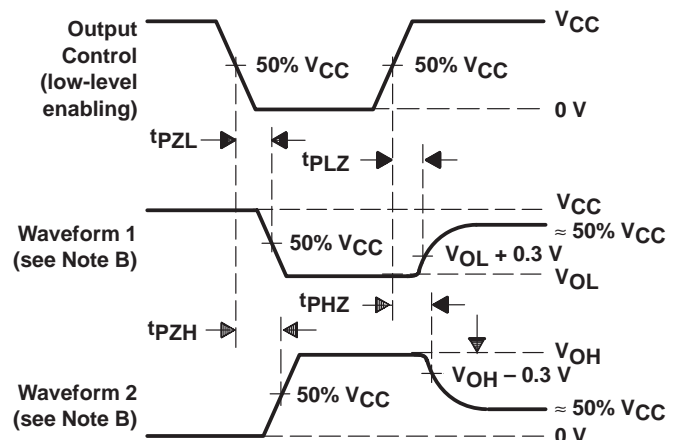 Output
Control
(low-level
enabling)
VCC
50% VCC
50% VCC
0 V
tPZL
tPLZ
Waveform 1
(see Note B)
VCC
≈ 50% VCC
50% VCC
VOL + 0.3 V
VOL
tPHZ
tPZH
Waveform 2
(see Note B)
VOH
VOH – 0.3 V
50% VCC
≈ 50% VCC
0 V